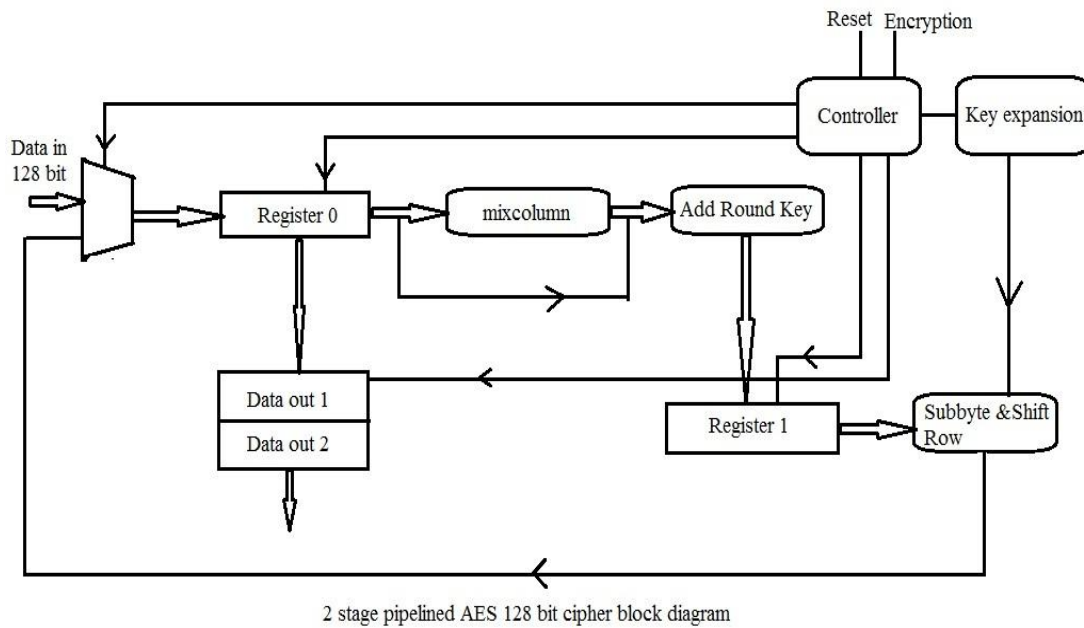 Reset Encryption
Controller
Key expansion
Data in
128 bit
Register 0
mixcolumn
Add Round Key
Data out 1
Data out 2
Register 1
Subbyte &Shift
Row
2 stage pipelined AES 128 bit cipher block diagram